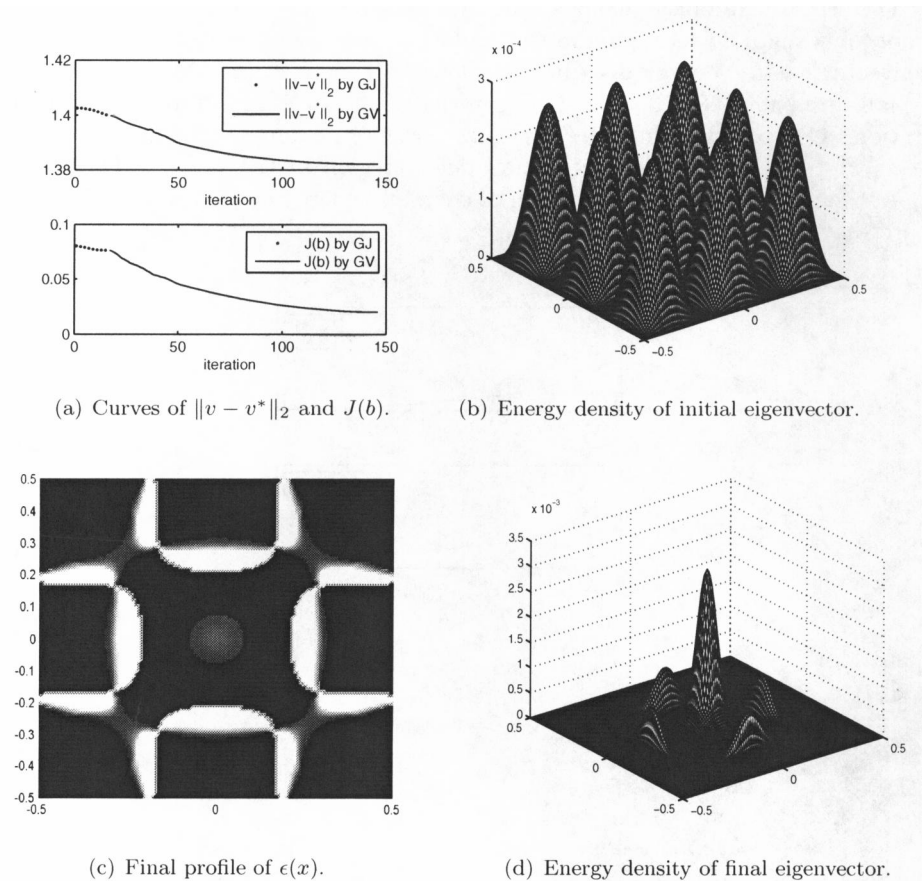 1.42
1.4
1.38
0 50 100 150
iteration
||v−v*||₂ by GJ
||v−v*||₂ by GV
0.1
0.05
0
0 50 100 150
iteration
J(b) by GJ
J(b) by GV
x 10⁻⁴
3
2
1
0
0.5
0
−0.5
−0.5
0
0.5
(a) Curves of ‖v − v*‖₂ and J(b).
(b) Energy density of initial eigenvector.
0.5
0.4
0.3
0.2
0.1
0
-0.1
-0.2
-0.3
-0.4
-0.5
-0.5 0 0.5
x 10⁻³
3.5
3
2.5
2
1.5
1
0.5
0
0.5
0
−0.5
−0.5
0
0.5
(c) Final profile of ϵ(x).
(d) Energy density of final eigenvector.